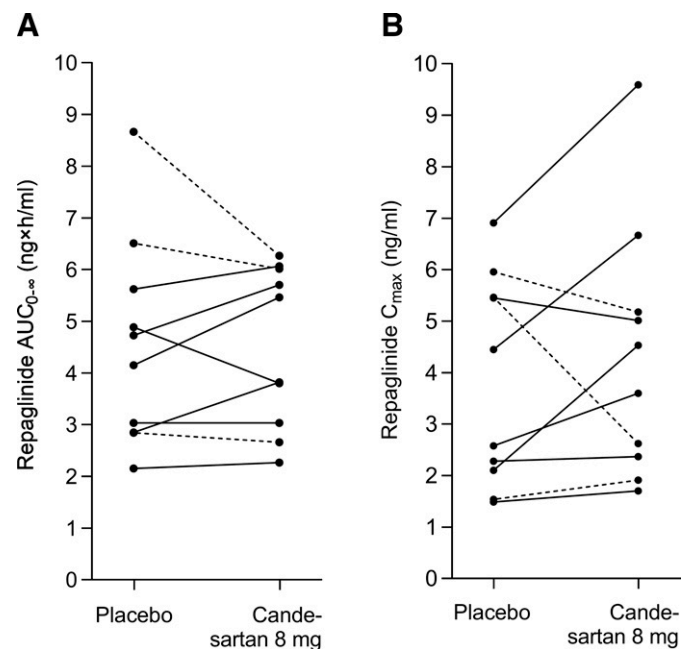 A
Repaglinide AUC0-∞ (ng×h/ml)
10
9
8
7
6
5
4
3
2
1
0
Placebo
Cande-
sartan 8 mg
B
Repaglinide Cmax (ng/ml)
10
9
8
7
6
5
4
3
2
1
0
Placebo
Cande-
sartan 8 mg